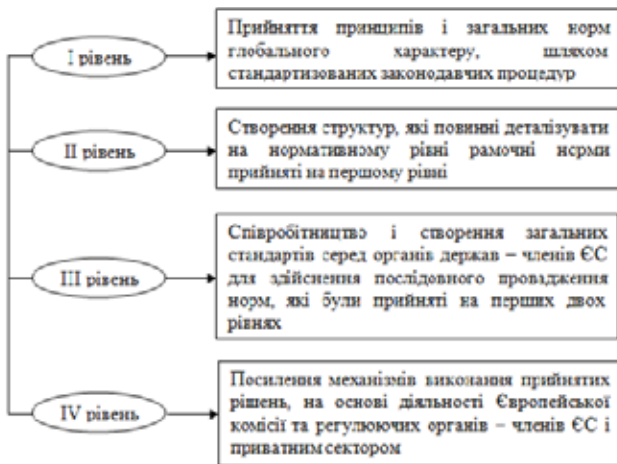 I рівень
Прийняття принципів і загальних норм
глобального характеру, шляхом
стандартизованих законодавчих процедур
II рівень
Створення структур, які повинні деталізувати
на нормативному рівні рамочні норми
прийняті на першому рівні
III рівень
Співробітництво і створення загальних
стандартів серед органів держав – членів ЄС
для здійснення послідовного провадження
норм, які були прийняті на перших двох
рівнях
IV рівень
Посилення механізмів виконання прийнятих
рішень, на основі діяльності Європейської
комісії та регулюючих органів – членів ЄС і
приватним сектором